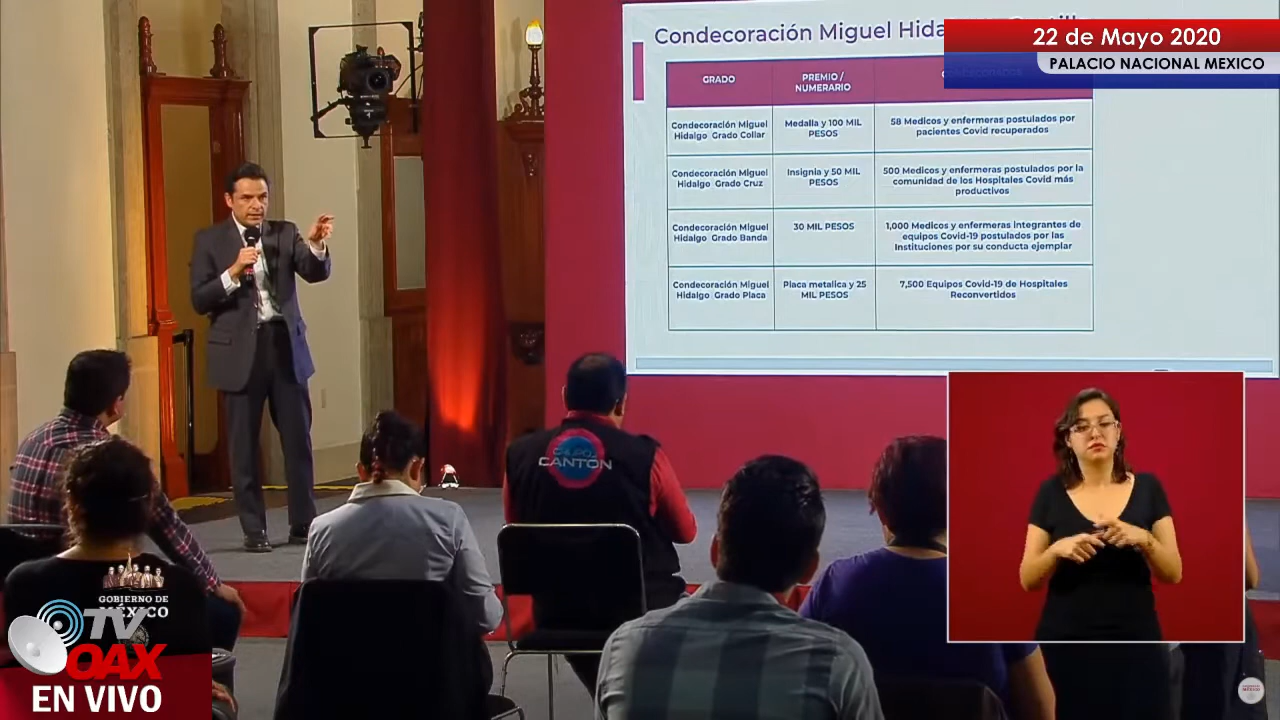 Condecoración Miguel Hida
22 de Mayo 2020
PALACIO NACIONAL MEXICO
GRADO
PREMIO /
NUMERARIO
Condecoración Miguel
Hidalgo Grado Collar
Medalla y 100 MIL
PESOS
58 Medicos y enfermeras postulados por
pacientes Covid recuperados
Condecoración Miguel
Hidalgo Grado Cruz
Insignia y 50 MIL
PESOS
500 Medicos y enfermeras postulados por la
comunidad de los Hospitales Covid más
productivos
Condecoración Miguel
Hidalgo Grado Banda
30 MIL PESOS
1,000 Medicos y enfermeras integrantes de
equipos Covid-19 postulados por las
Instituciones por su conducta ejemplar
Condecoración Miguel
Hidalgo Grado Placa
Placa metalica y 25
MIL PESOS
7,500 Equipos Covid-19 de Hospitales
Reconvertidos
GRUPO
CANTÓN
GOBIERNO DE
MÉXICO
TV
OAX
EN VIVO